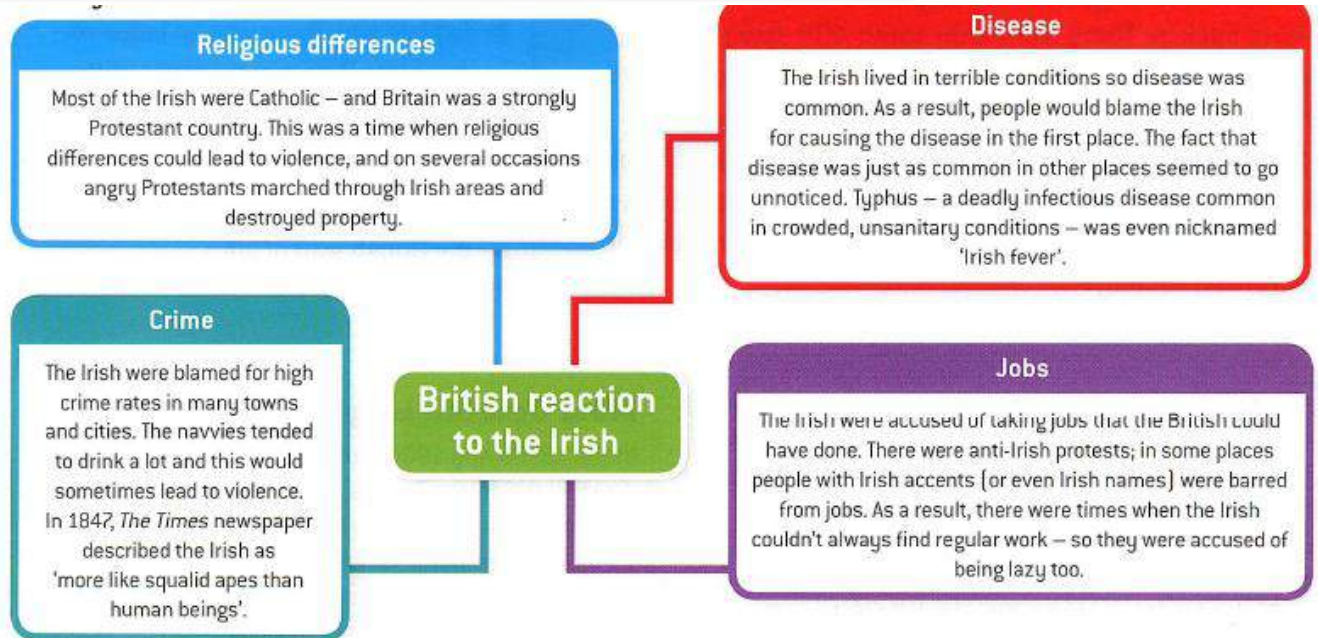 Religious differences
Most of the Irish were Catholic – and Britain was a strongly
Protestant country. This was a time when religious
differences could lead to violence, and on several occasions
angry Protestants marched through Irish areas and
destroyed property.
Disease
The Irish lived in terrible conditions so disease was
common. As a result, people would blame the Irish
for causing the disease in the first place. The fact that
disease was just as common in other places seemed to go
unnoticed. Typhus – a deadly infectious disease common
in crowded, unsanitary conditions – was even nicknamed
'Irish fever'.
Crime
The Irish were blamed for high
crime rates in many towns
and cities. The navvies tended
to drink a lot and this would
sometimes lead to violence.
In 1847, The Times newspaper
described the Irish as
'more like squalid apes than
human beings'.
British reaction
to the Irish
Jobs
The Irish were accused of taking jobs that the British could
have done. There were anti-Irish protests; in some places
people with Irish accents (or even Irish names) were barred
from jobs. As a result, there were times when the Irish
couldn't always find regular work – so they were accused of
being lazy too.